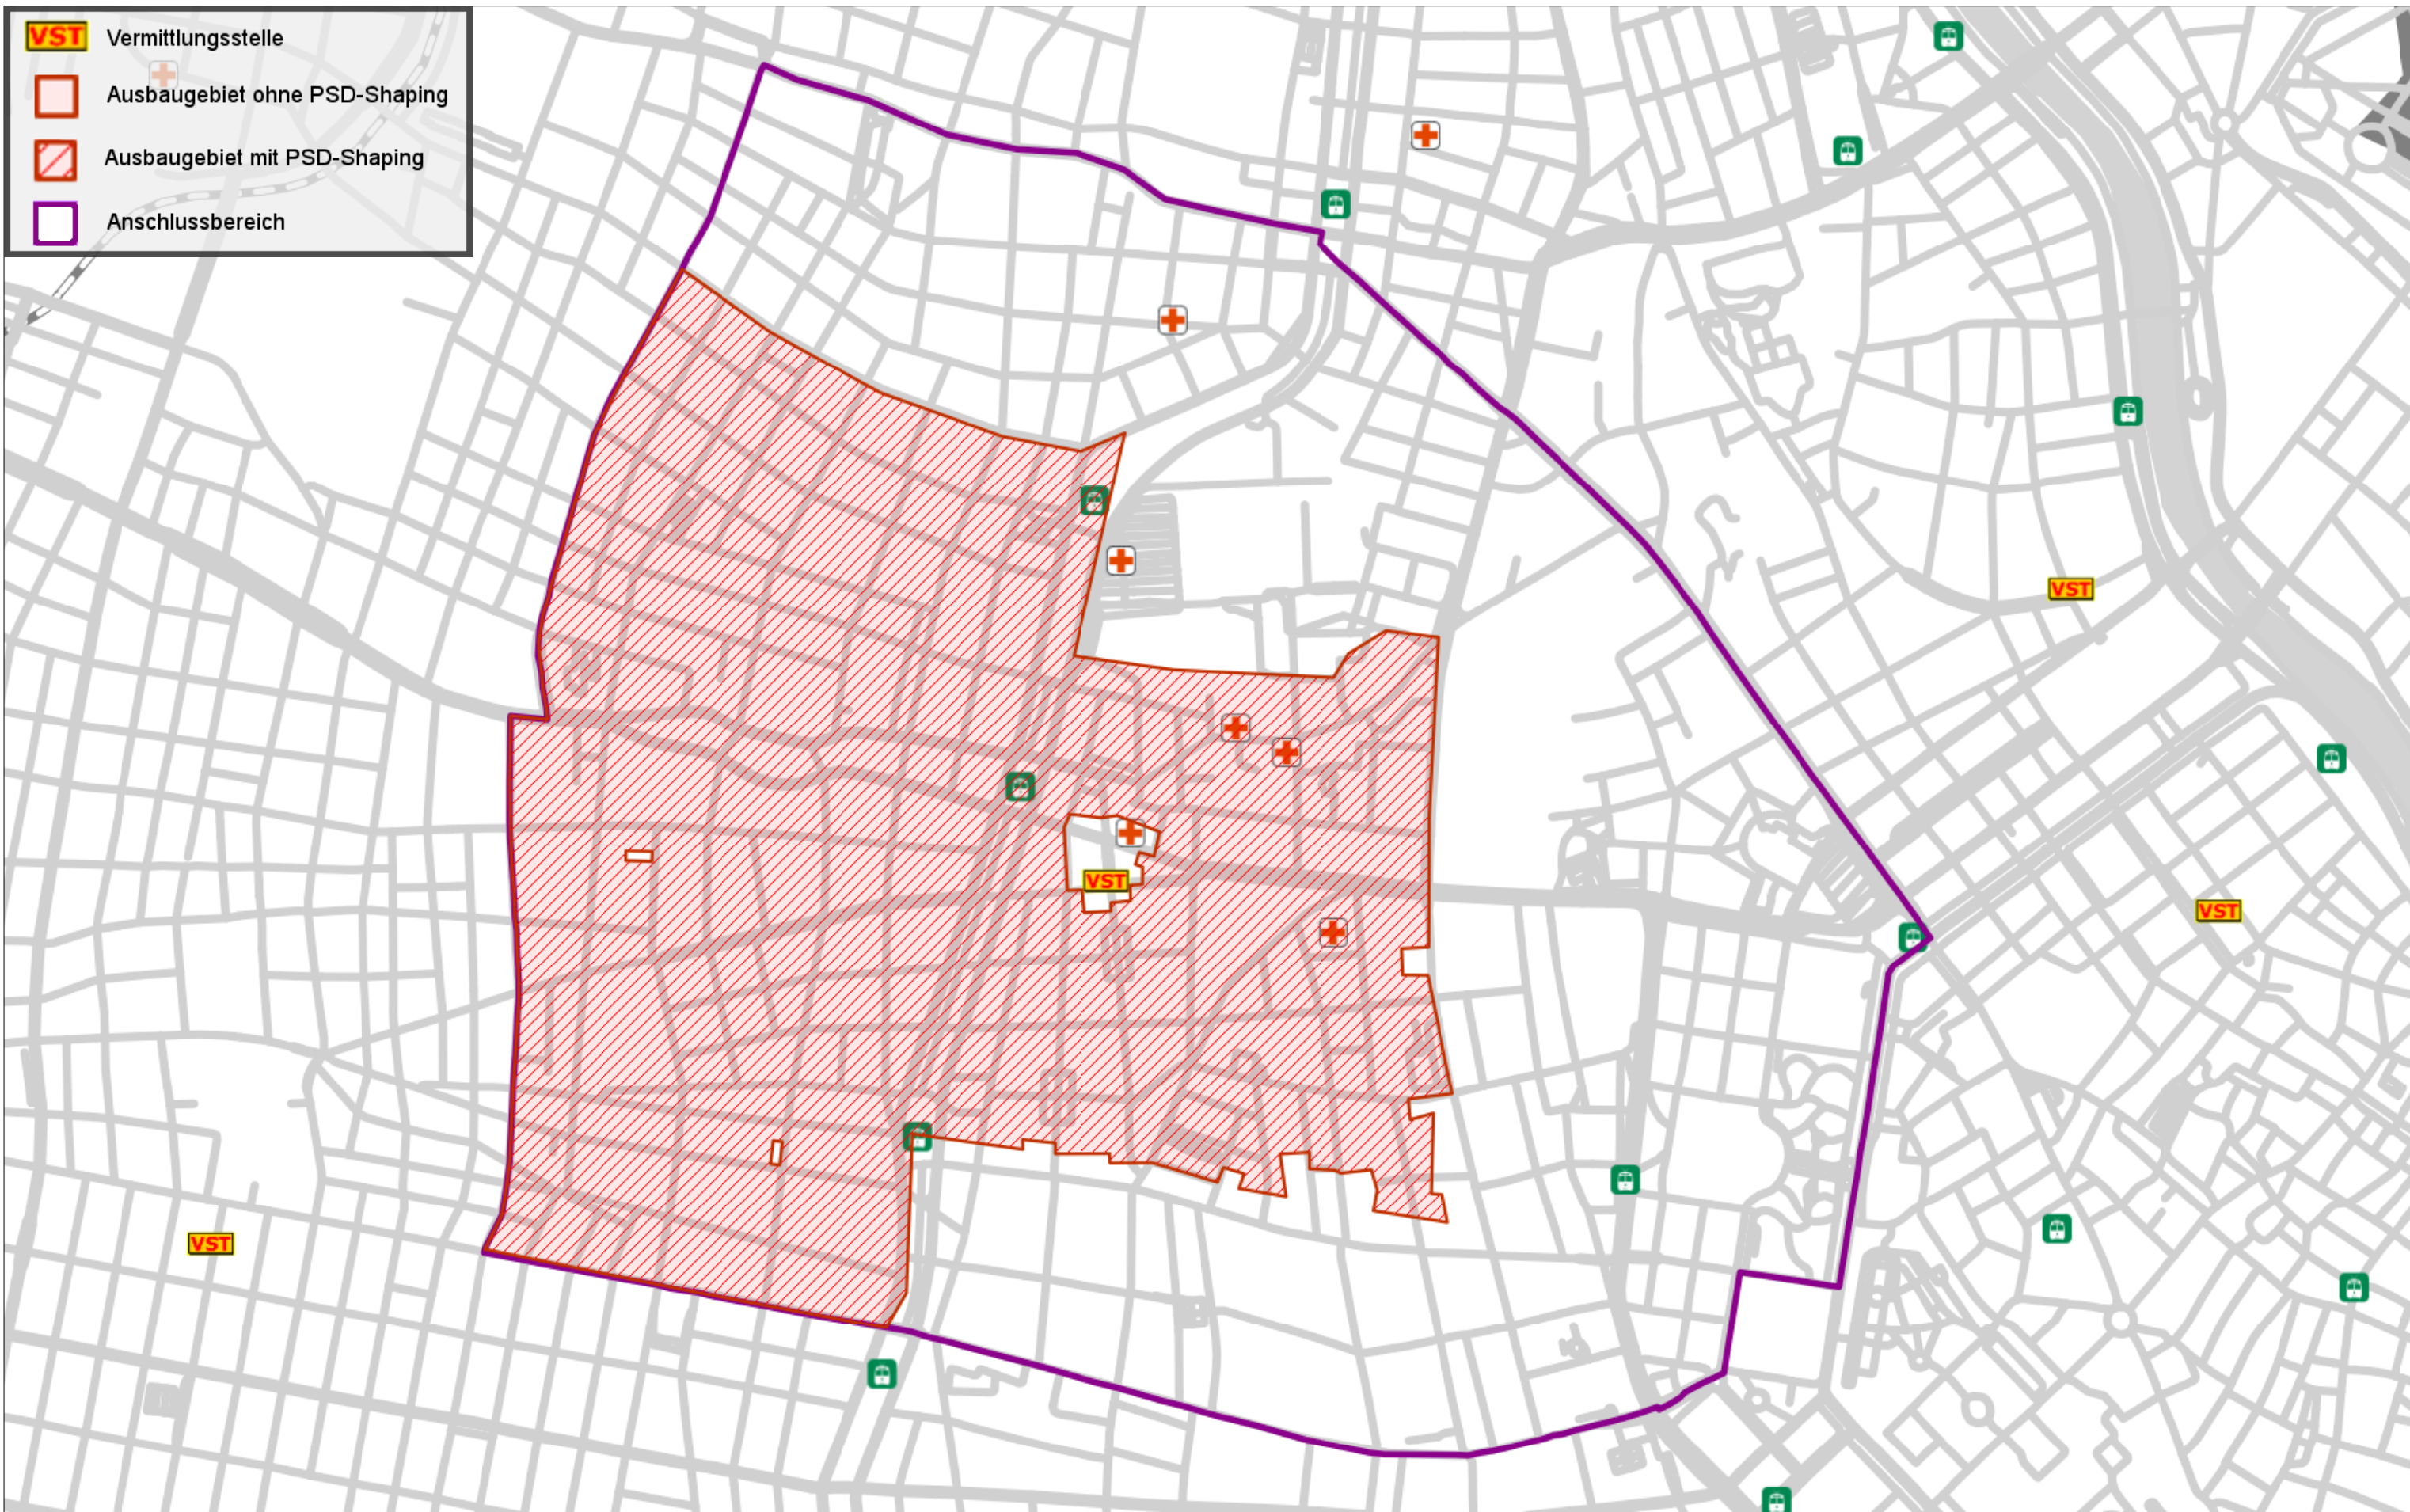 VST Vermittlungsstelle
Ausbaugebiet ohne PSD-Shaping
Ausbaugebiet mit PSD-Shaping
Anschlussbereich
VST
VST
VST
VST